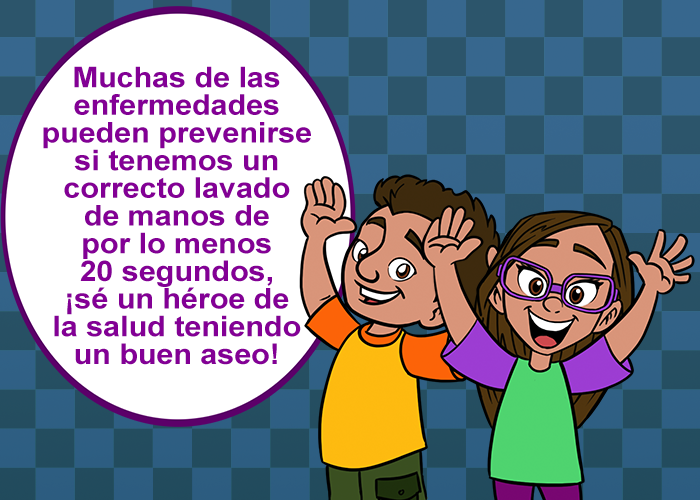 Muchas de las
enfermedades
pueden prevenirse
si tenemos un
correcto lavado
de manos de
por lo menos
20 segundos,
¡sé un héroe de
la salud teniendo
un buen aseo!